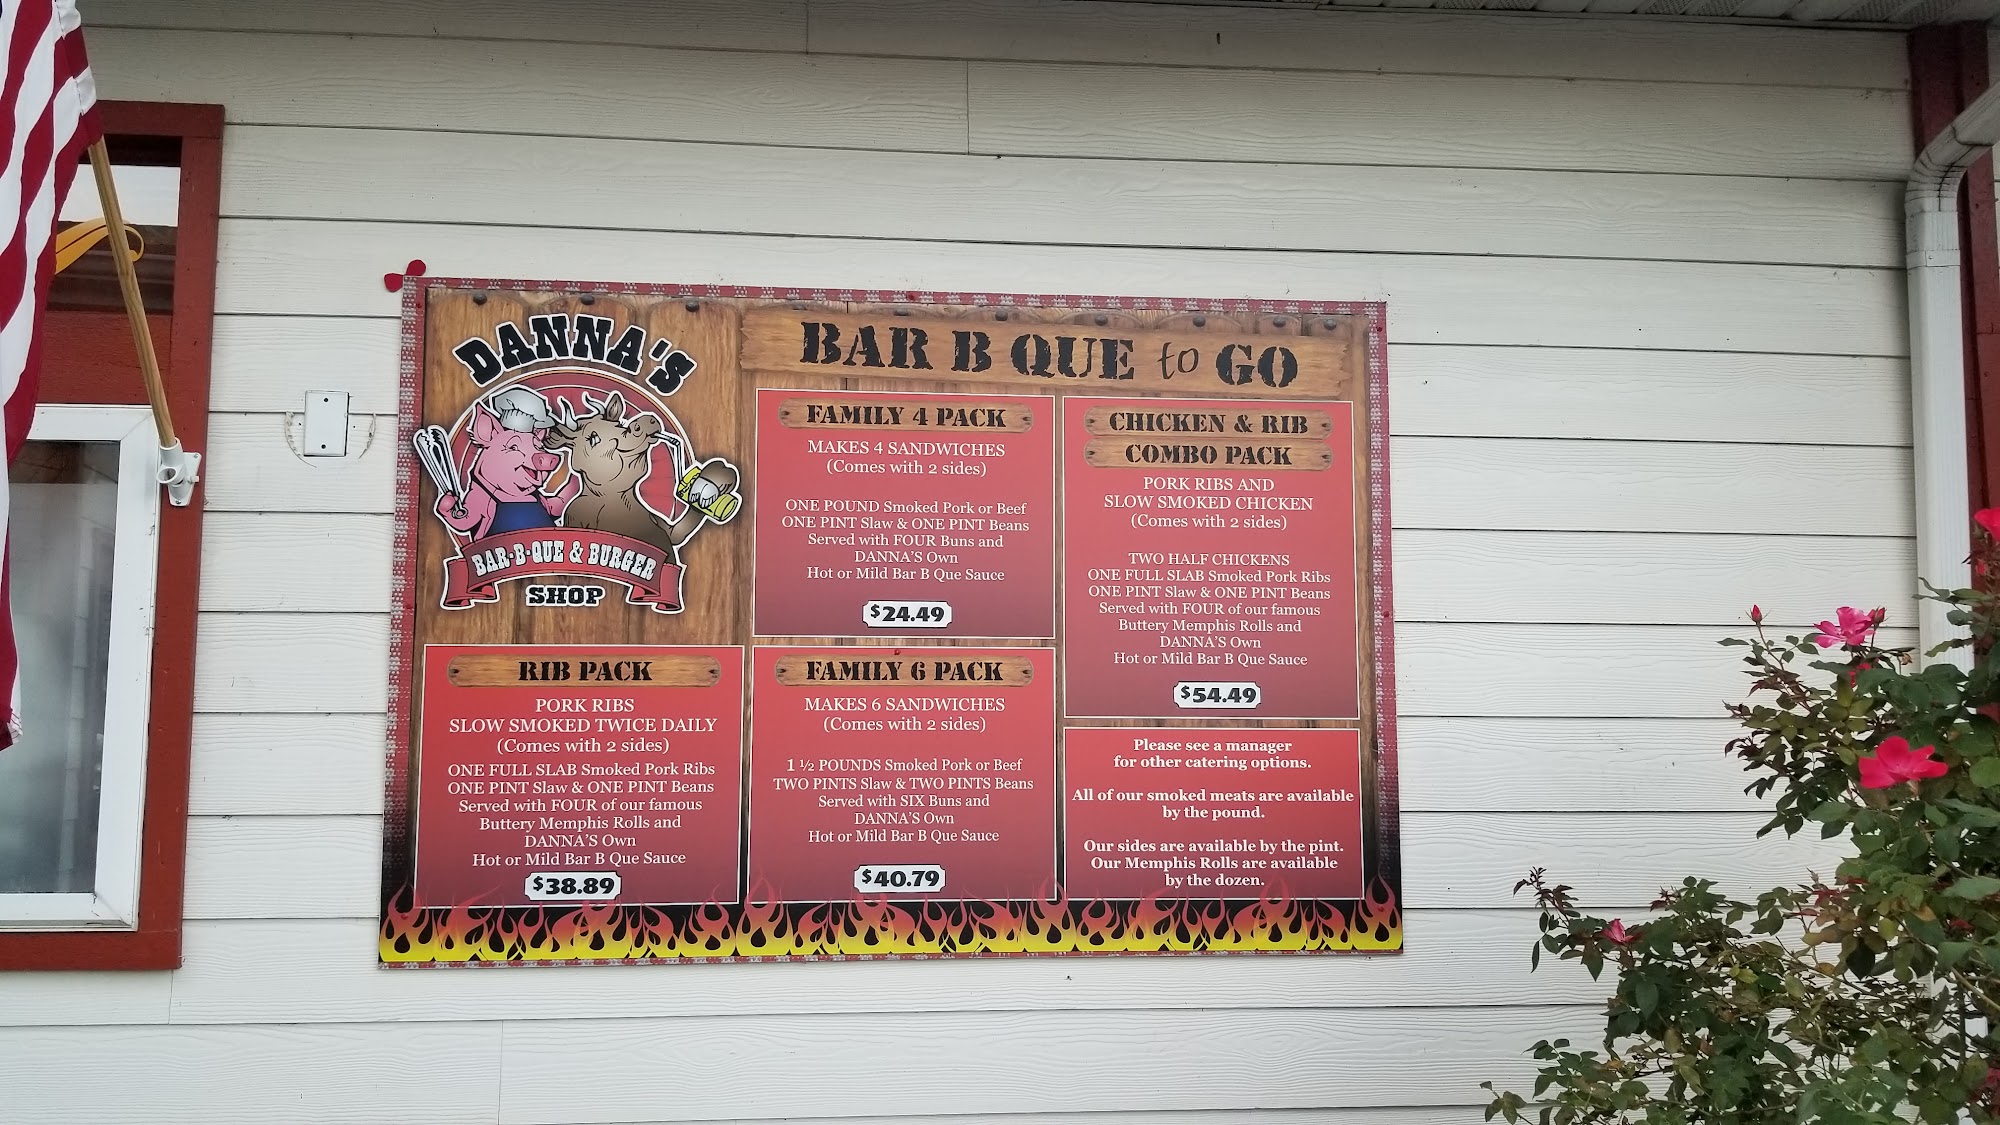 DANNA'S
BAR-B-QUE & BURGER
SHOP
BAR B QUE to GO
FAMILY 4 PACK
MAKES 4 SANDWICHES
(Comes with 2 sides)
ONE POUND Smoked Pork or Beef
ONE PINT Slaw & ONE PINT Beans
Served with FOUR Buns and
DANNA'S Own
Hot or Mild Bar B Que Sauce
$24.49
CHICKEN & RIB
COMBO PACK
PORK RIBS AND
SLOW SMOKED CHICKEN
(Comes with 2 sides)
TWO HALF CHICKENS
ONE FULL SLAB Smoked Pork Ribs
ONE PINT Slaw & ONE PINT Beans
Served with FOUR of our famous
Buttery Memphis Rolls and
DANNA'S Own
Hot or Mild Bar B Que Sauce
$54.49
RIB PACK
PORK RIBS
SLOW SMOKED TWICE DAILY
(Comes with 2 sides)
ONE FULL SLAB Smoked Pork Ribs
ONE PINT Slaw & ONE PINT Beans
Served with FOUR of our famous
Buttery Memphis Rolls and
DANNA'S Own
Hot or Mild Bar B Que Sauce
$38.89
FAMILY 6 PACK
MAKES 6 SANDWICHES
(Comes with 2 sides)
1 ½ POUNDS Smoked Pork or Beef
TWO PINTS Slaw & TWO PINTS Beans
Served with SIX Buns and
DANNA'S Own
Hot or Mild Bar B Que Sauce
$40.79
Please see a manager
for other catering options.
All of our smoked meats are available
by the pound.
Our sides are available by the pint.
Our Memphis Rolls are available
by the dozen.